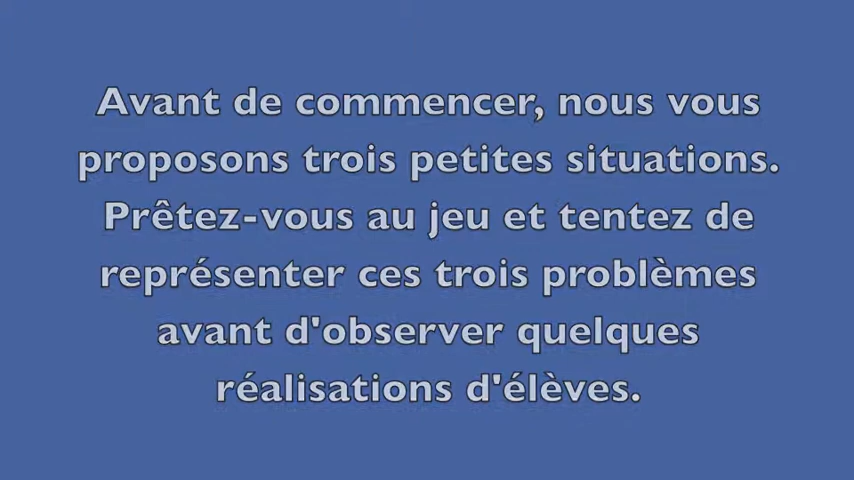 Avant de commencer, nous vous
proposons trois petites situations.
Prêtez-vous au jeu et tentez de
représenter ces trois problèmes
avant d'observer quelques
réalisations d'élèves.